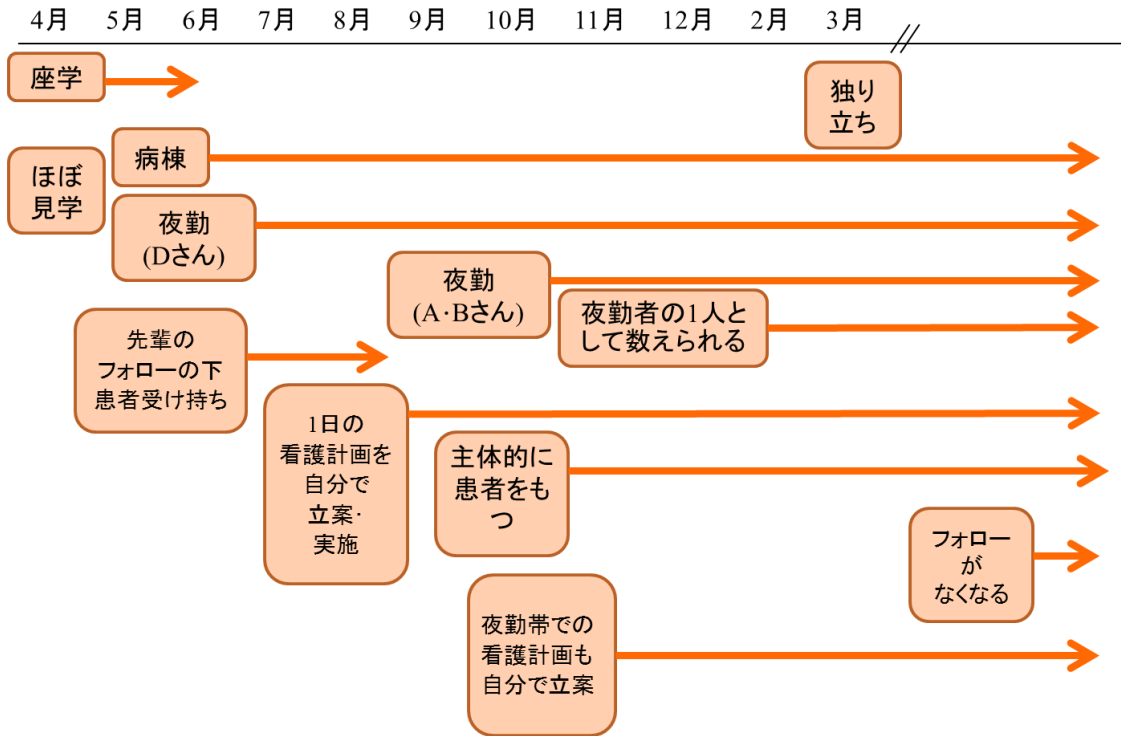 4月 5月 6月 7月 8月 9月 10月 11月 12月 2月 3月
座学
独り
立ち
病棟
ほぼ
見学
夜勤
(Dさん)
夜勤
(A·Bさん)
夜勤者の1人と
して数えられる
先輩の
フォローの下
患者受け持ち
1日の
看護計画を
自分で
立案·
実施
主体的に
患者をも
つ
フォロー
が
なくなる
夜勤帯での
看護計画も
自分で立案